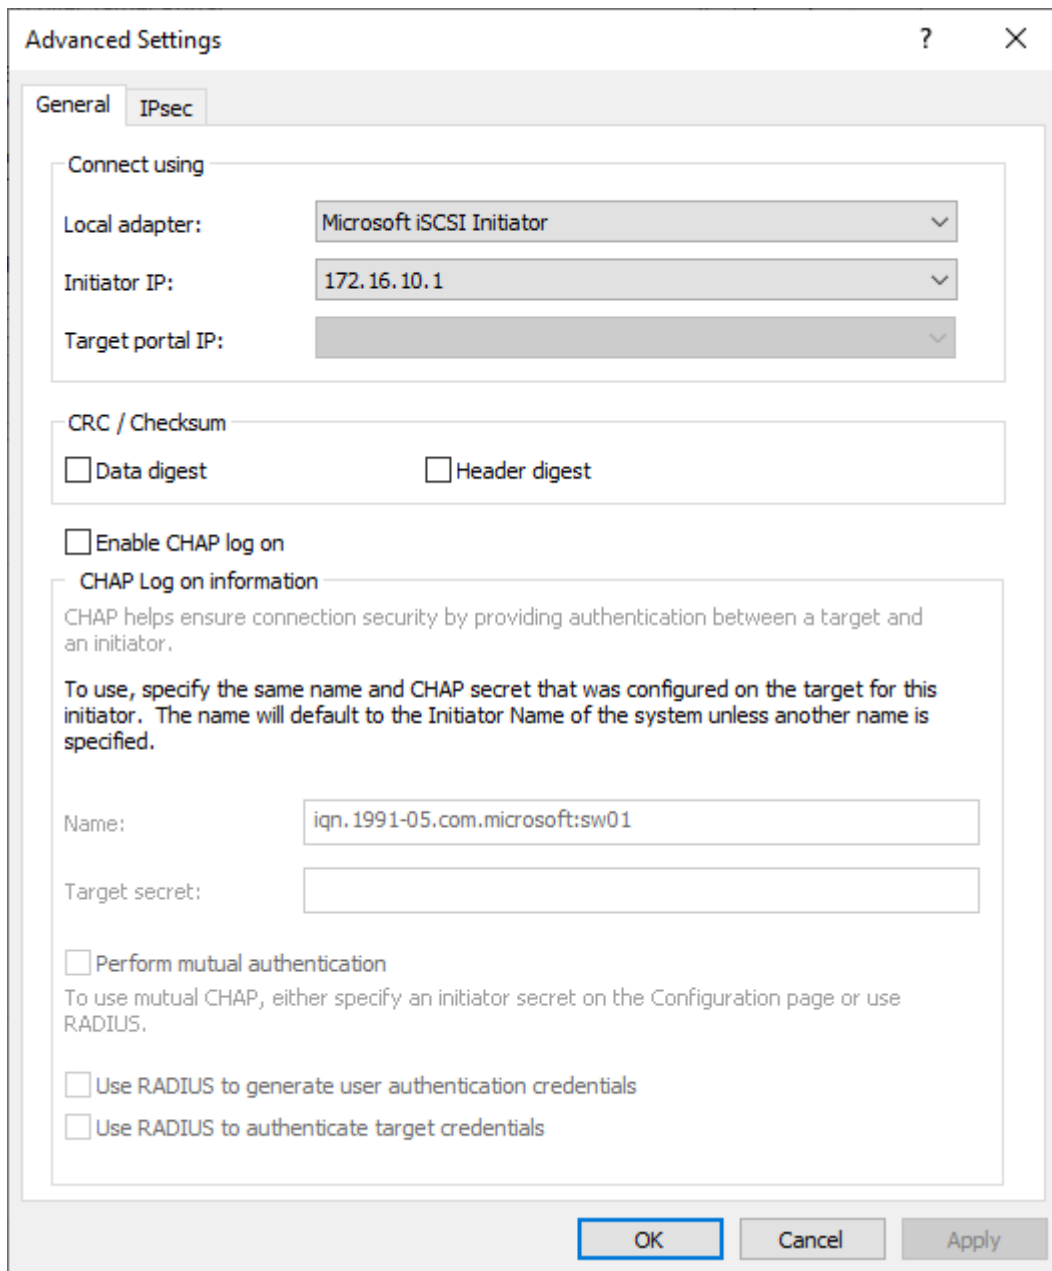 Advanced Settings
?
General
IPsec
Connect using
Local adapter:
Microsoft iSCSI Initiator
Initiator IP:
172.16.10.1
Target portal IP:
CRC / Checksum
Data digest
Header digest
Enable CHAP log on
CHAP Log on information
CHAP helps ensure connection security by providing authentication between a target and
an initiator.
To use, specify the same name and CHAP secret that was configured on the target for this
initiator.  The name will default to the Initiator Name of the system unless another name is
specified.
Name:
iqn.1991-05.com.microsoft:sw01
Target secret:
Perform mutual authentication
To use mutual CHAP, either specify an initiator secret on the Configuration page or use
RADIUS.
Use RADIUS to generate user authentication credentials
Use RADIUS to authenticate target credentials
OK
Cancel
Apply